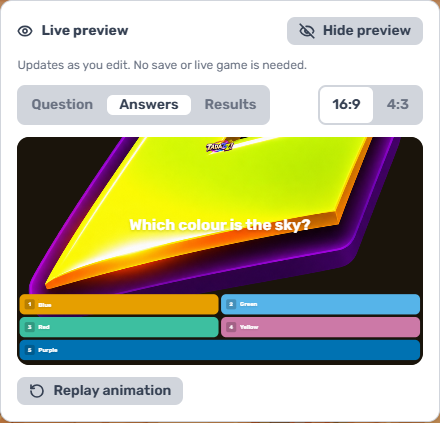 Live preview
Hide preview
Updates as you edit. No save or live game is needed.
Question
Answers
Results
16:9
4:3
Which colour is the sky?
1 Blue
2 Green
3 Red
4 Yellow
5 Purple
Replay animation